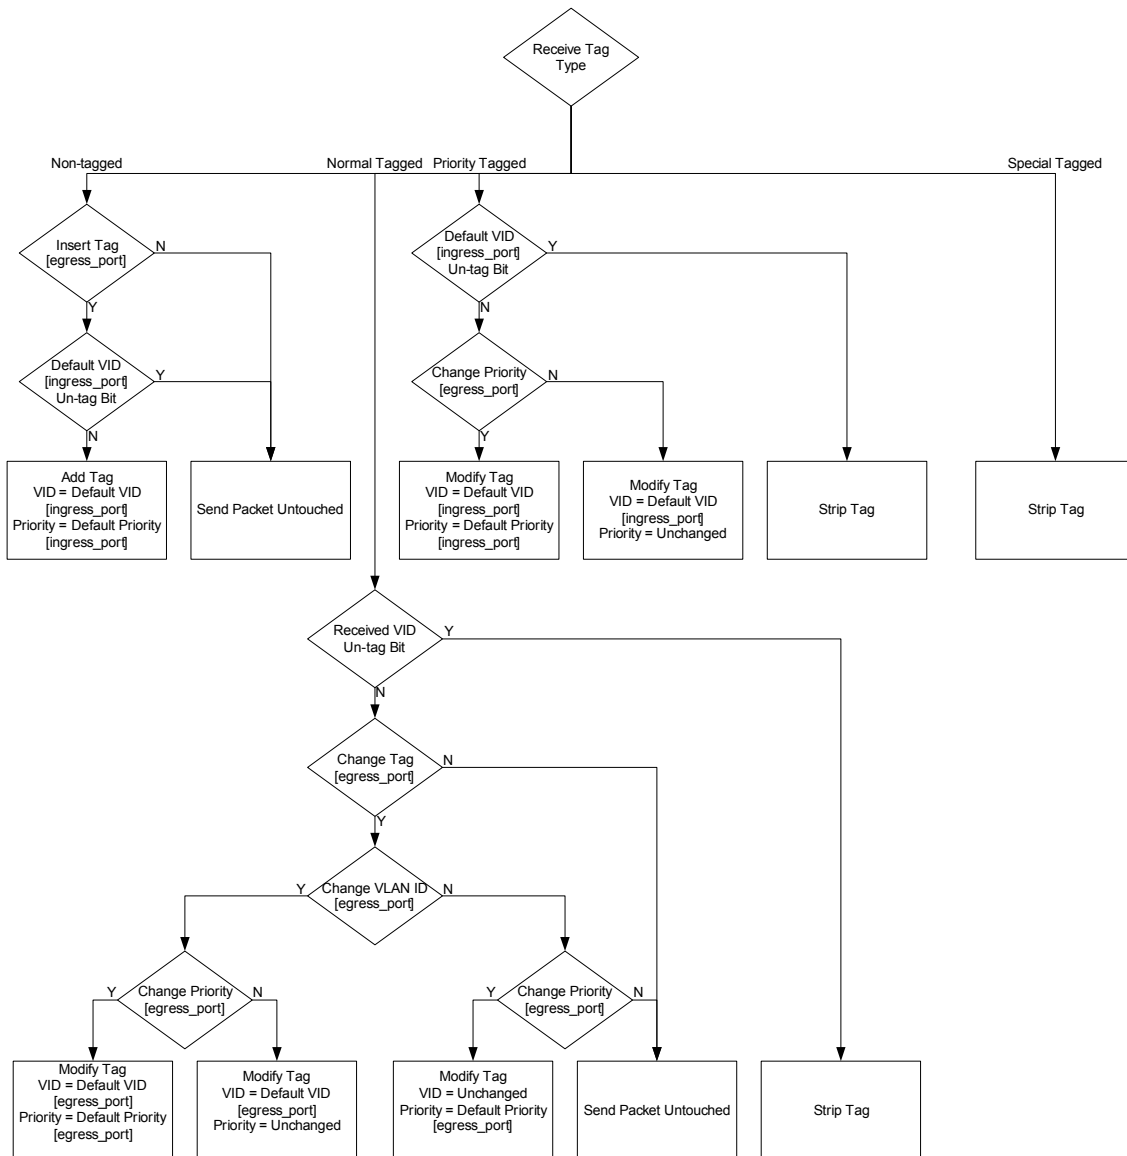 Receive Tag
Type
Non-tagged
Normal Tagged
Priority Tagged
Special Tagged
Insert Tag
[egress_port]
N
Y
Default VID
[ingress_port]
Un-tag Bit
Y
N
Default VID
[ingress_port]
Un-tag Bit
Y
N
Change Priority
[egress_port]
N
Y
Add Tag
VID = Default VID
[ingress_port]
Priority = Default Priority
[ingress_port]
Send Packet Untouched
Modify Tag
VID = Default VID
[ingress_port]
Priority = Default Priority
[ingress_port]
Modify Tag
VID = Default VID
[ingress_port]
Priority = Unchanged
Strip Tag
Strip Tag
Received VID
Un-tag Bit
Y
N
Change Tag
[egress_port]
N
Y
Change VLAN ID
[egress_port]
Y
N
Change Priority
[egress_port]
Y
N
Change Priority
[egress_port]
Y
N
Modify Tag
VID = Default VID
[egress_port]
Priority = Default Priority
[egress_port]
Modify Tag
VID = Default VID
[egress_port]
Priority = Unchanged
Modify Tag
VID = Unchanged
Priority = Default Priority
[egress_port]
Send Packet Untouched
Strip Tag